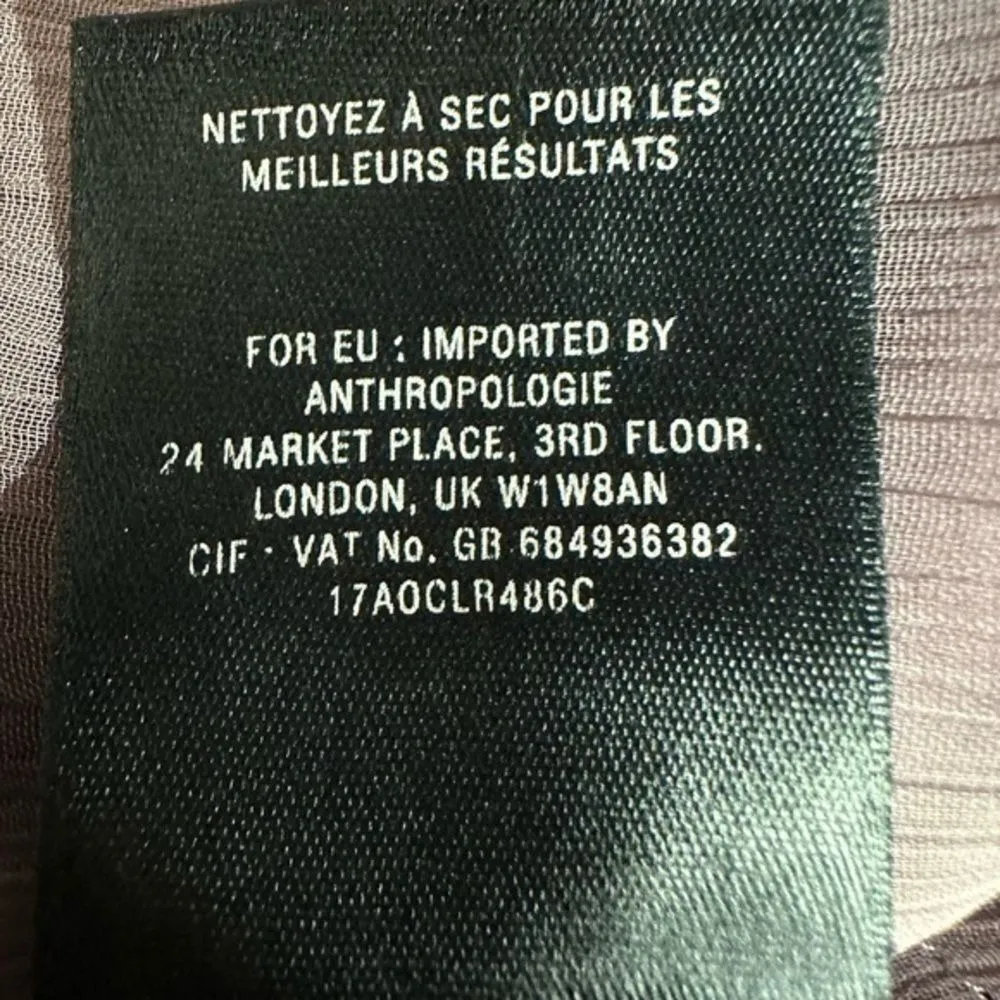 NETTOYEZ À SEC POUR LES
MEILLEURS RÉSULTATS
FOR EU : IMPORTED BY
ANTHROPOLOGIE
24 MARKET PLACE, 3RD FLOOR.
LONDON, UK W1W8AN
CIF · VAT No. GB 684936382
17AOCLR486C